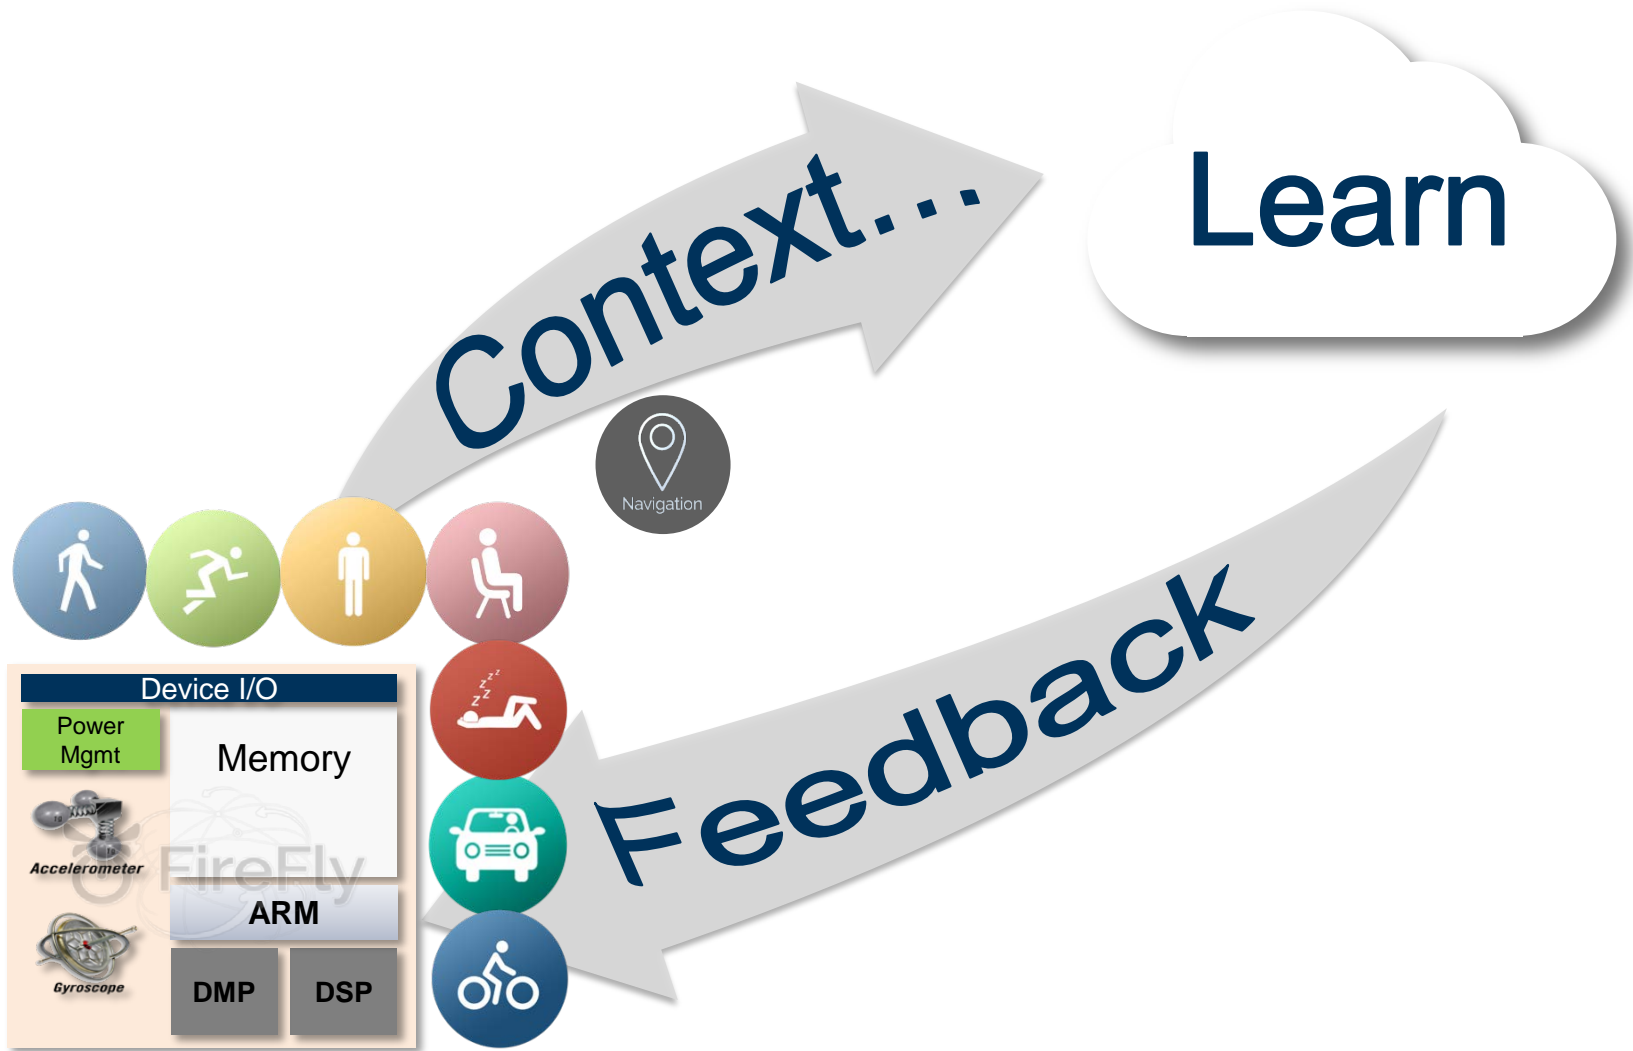 Learn
Context...
Navigation
Feedback
z z z z
Device I/O
Power
Mgmt
Memory
Accelerometer
FireFly
ARM
Gyroscope
DMP
DSP